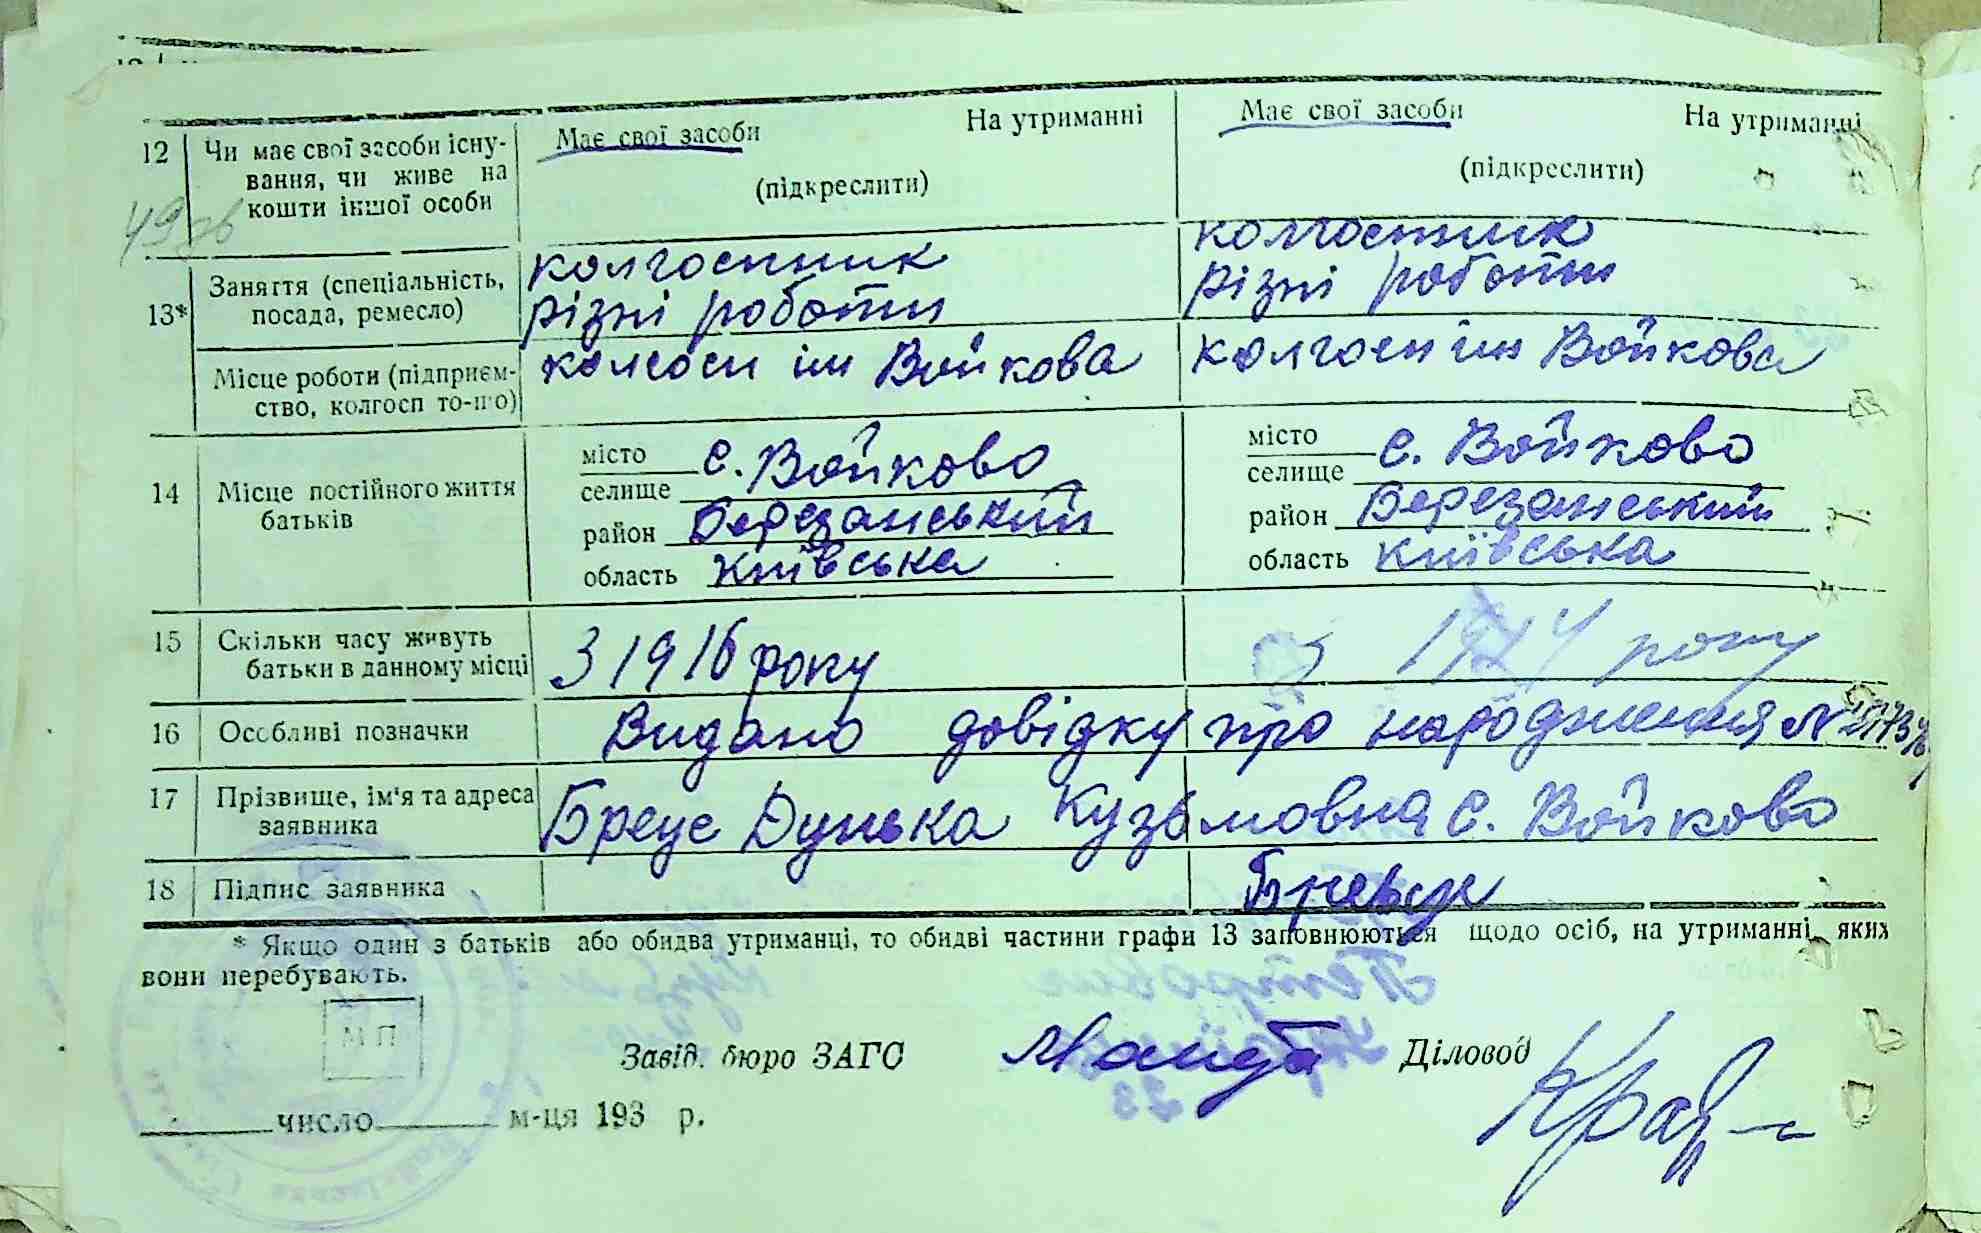 12 Чи має свої засоби існу- Має свої засоби На утриманні Має свої засоби На утриманні
вання, чи живе на (підкреслити) (підкреслити)
кошти іншої особи
13* Заняття (спеціальність, колгоспник колгоспник
посада, ремесло) різні роботи різні роботи
Місце роботи (підприєм- колгосп ім Войкова колгосп ім Войкова
ство, колгосп то-що)
місто с. Войково місто с. Войково
14 Місце постійного життя селище селище
батьків район Березанський район Березанський
область київська область київська
15 Скільки часу живуть З 1916 року року
батьки в данному місці
16 Особливі позначки Видано довідку про народження №
17 Прізвище, ім'я та адреса Бреус Дунька Кузьмовна с. Войково
заявника
18 Підпис заявника
* Якщо один з батьків або обидва утриманці, то обидві частини графи 13 заповнюються щодо осіб, на утриманні яких
вони перебувають.
МП
Завід. бюро ЗАГС Діловод
число м-ця 193 р.